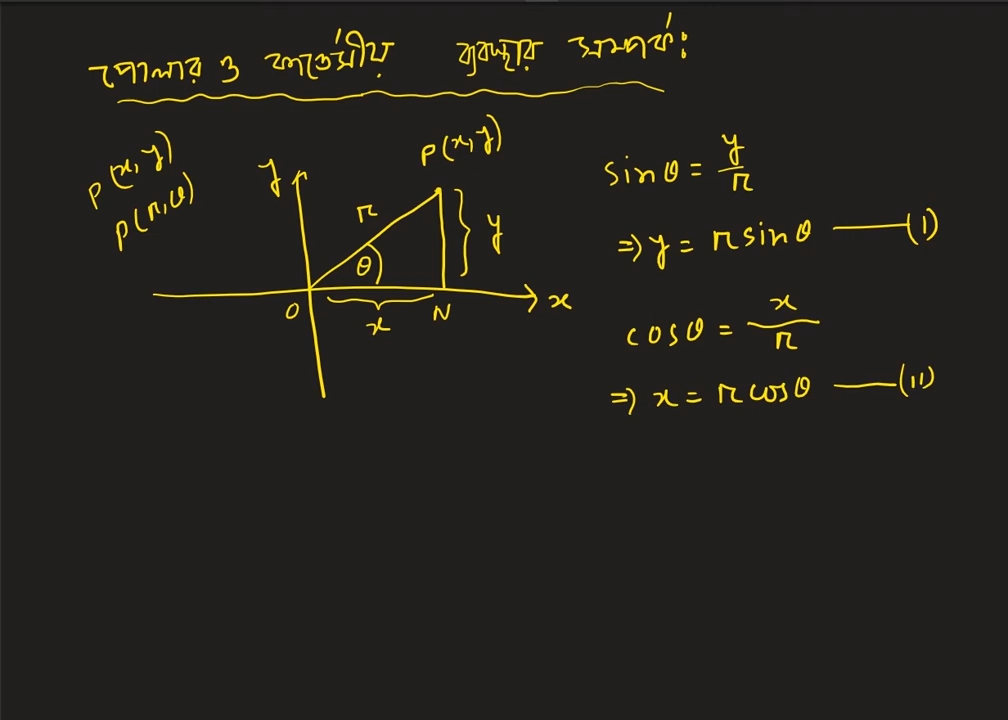 পোলার ও কার্তেসীয় ব্যবস্থার সম্পর্ক:
P(x,y)
P(r,θ)
y
P(x,y)
r
y
θ
O
x
N
x
sinθ = y/r
⇒ y = r sinθ —— (I)
cosθ = x/r
⇒ x = r cosθ —— (II)